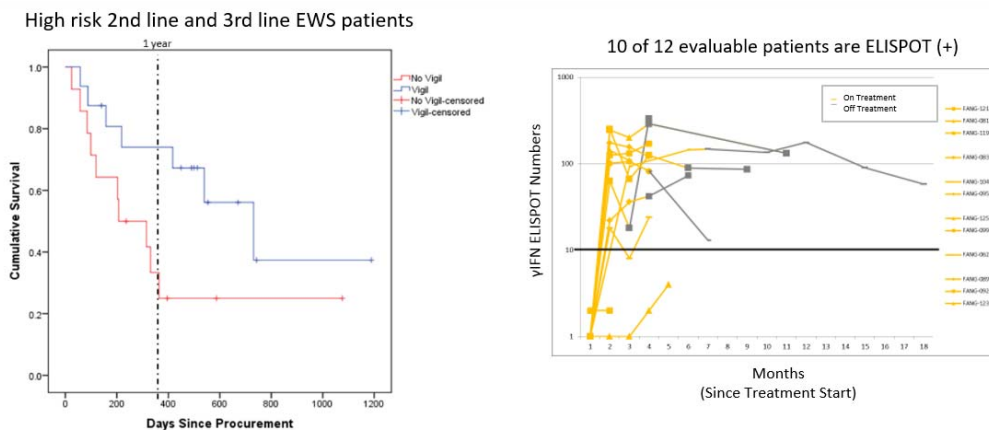 High risk 2nd line and 3rd line EWS patients
1 year
1.0
0.8
0.6
0.4
0.2
0.0
Cumulative Survival
0 200 400 600 800 1000 1200
Days Since Procurement
No Vigil
Vigil
No Vigil-censored
Vigil-censored
10 of 12 evaluable patients are ELISPOT (+)
1000
100
10
1
γIFN ELISPOT Numbers
1 2 3 4 5 6 7 8 9 10 11 12 13 14 15 16 17 18
Months
(Since Treatment Start)
On Treatment
Off Treatment
FANG-121
FANG-081
FANG-119
FANG-083
FANG-104
FANG-095
FANG-125
FANG-099
FANG-062
FANG-089
FANG-092
FANG-123